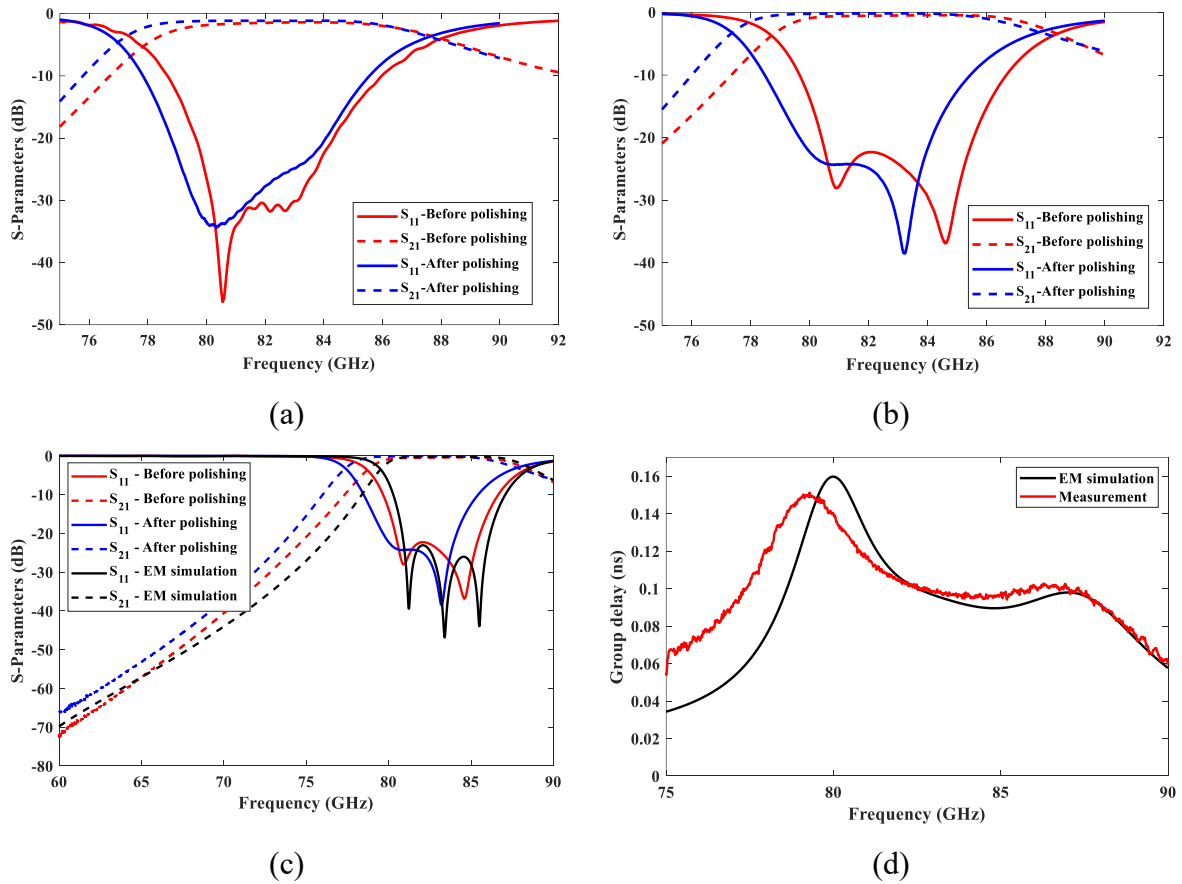 0
-10
-20
-30
-40
-50
S-Parameters (dB)
S11-Before polishing
S21-Before polishing
S11-After polishing
S21-After polishing
76 78 80 82 84 86 88 90 92
Frequency (GHz)
(a)
0
-10
-20
-30
-40
-50
S-Parameters (dB)
S11-Before polishing
S21-Before polishing
S11-After polishing
S21-After polishing
76 78 80 82 84 86 88 90 92
Frequency (GHz)
(b)
0
-10
-20
-30
-40
-50
-60
-70
-80
S-Parameters (dB)
S11 - Before polishing
S21 - Before polishing
S11 - After polishing
S21 - After polishing
S11 - EM simulation
S21 - EM simulation
60 65 70 75 80 85 90
Frequency (GHz)
(c)
0.16
0.14
0.12
0.1
0.08
0.06
0.04
0.02
0
Group delay (ns)
EM simulation
Measurement
75 80 85 90
Frequency (GHz)
(d)